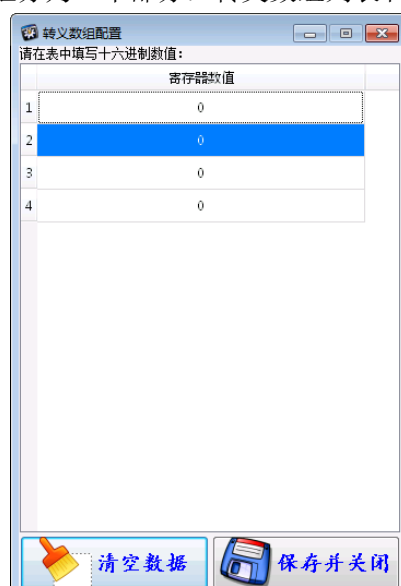 转义数组配置
请在表中填写十六进制数值:
寄存器数值
1 0
2 0
3 0
4 0
清空数据 保存并关闭